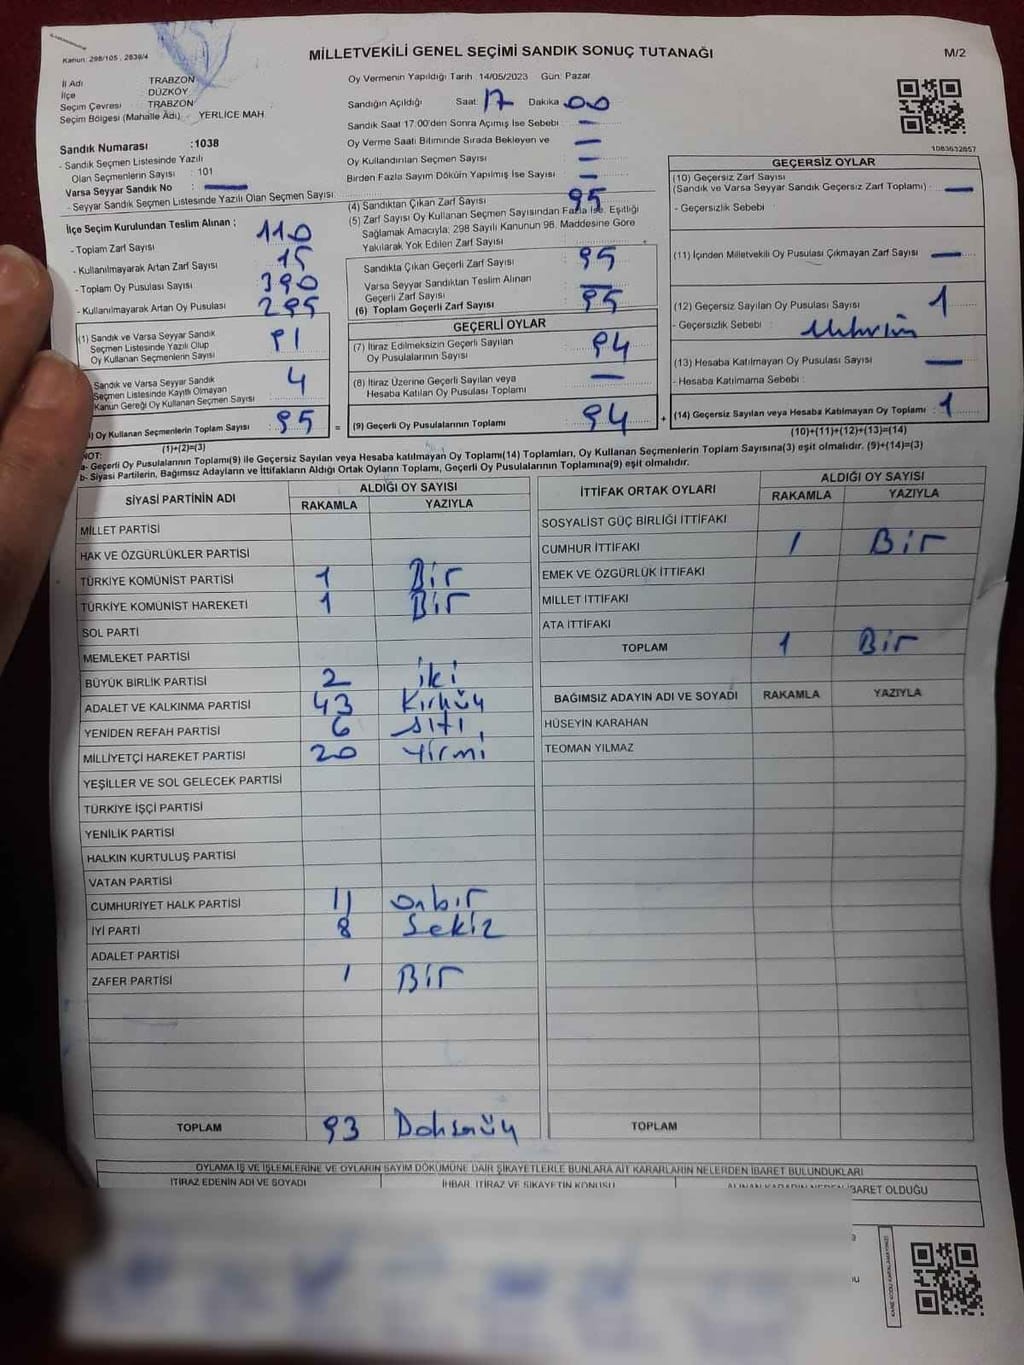 Kanun: 298/105 , 2839/4
MİLLETVEKİLİ GENEL SEÇİMİ SANDIK SONUÇ TUTANAĞI
M/2
İl Adı TRABZON
İlçe DÜZKÖY
Seçim Çevresi TRABZON
Seçim Bölgesi (Mahalle Adı) - YERLİCE MAH.
Sandık Numarası :1038
- Sandık Seçmen Listesinde Yazılı
Olan Seçmenlerin Sayısı : 101
Varsa Seyyar Sandık No : —
- Seyyar Sandık Seçmen Listesinde Yazılı Olan Seçmen Sayısı
İlçe Seçim Kurulundan Teslim Alınan ;
- Toplam Zarf Sayısı 110
- Kullanılmayarak Artan Zarf Sayısı 15
- Toplam Oy Pusulası Sayısı 390
- Kullanılmayarak Artan Oy Pusulası 295
(1) Sandık ve Varsa Seyyar Sandık
Seçmen Listesinde Yazılı Olup
Oy Kullanan Seçmenlerin Sayısı 91
Sandık ve Varsa Seyyar Sandık
Seçmen Listesinde Kayıtlı Olmayan
Kanun Gereği Oy Kullanan Seçmen Sayısı 4
) Oy Kullanan Seçmenlerin Toplam Sayısı : 95
(1)+(2)=(3)
Oy Vermenin Yapıldığı Tarih: 14/05/2023 Gün: Pazar
Sandığın Açıldığı Saat 17 Dakika 00
Sandık Saat 17:00'den Sonra Açımış İse Sebebi : —
Oy Verme Saati Bitiminde Sırada Bekleyen ve —
Oy Kullandırılan Seçmen Sayısı : —
Birden Fazla Sayım Döküm Yapılmış İse Sayısı : —
(4) Sandıktan Çıkan Zarf Sayısı 95
(5) Zarf Sayısı Oy Kullanan Seçmen Sayısından Fazla İse, Eşitliği
Sağlamak Amacıyla, 298 Sayılı Kanunun 98. Maddesine Göre
Yakılarak Yok Edilen Zarf Sayısı
Sandıkta Çıkan Geçerli Zarf Sayısı 95
Varsa Seyyar Sandıktan Teslim Alınan
Geçerli Zarf Sayısı —
(6) Toplam Geçerli Zarf Sayısı 95
GEÇERLİ OYLAR
(7) İtiraz Edilmeksizin Geçerli Sayılan
Oy Pusulalarının Sayısı : 94
(8) İtiraz Üzerine Geçerli Sayılan veya
Hesaba Katılan Oy Pusulası Toplamı : —
= (9) Geçerli Oy Pusulalarının Toplamı : 94 +
1083632857
GEÇERSİZ OYLAR
(10) Geçersiz Zarf Sayısı
(Sandık ve Varsa Seyyar Sandık Geçersiz Zarf Toplamı) : —
- Geçersizlik Sebebi :
(11) İçinden Milletvekili Oy Pusulası Çıkmayan Zarf Sayısı —
(12) Geçersiz Sayılan Oy Pusulası Sayısı 1
- Geçersizlik Sebebi :
(13) Hesaba Katılmayan Oy Pusulası Sayısı —
- Hesaba Katılmama Sebebi :
(14) Geçersiz Sayılan veya Hesaba Katılmayan Oy Toplamı : 1
(10)+(11)+(12)+(13)=(14)
NOT:
a- Geçerli Oy Pusulalarının Toplamı(9) ile Geçersiz Sayılan veya Hesaba katılmayan Oy Toplamı(14) Toplamları, Oy Kullanan Seçmenlerin Toplam Sayısına(3) eşit olmalıdır. (9)+(14)=(3)
b- Siyasi Partilerin, Bağımsız Adayların ve İttifakların Aldığı Ortak Oyların Toplamı, Geçerli Oy Pusulalarının Toplamına(9) eşit olmalıdır.
SİYASİ PARTİNİN ADI
ALDIĞI OY SAYISI
RAKAMLA YAZIYLA
MİLLET PARTİSİ
HAK VE ÖZGÜRLÜKLER PARTİSİ
TÜRKİYE KOMÜNİST PARTİSİ 1 Bir
TÜRKİYE KOMÜNİST HAREKETİ 1 Bir
SOL PARTİ
MEMLEKET PARTİSİ
BÜYÜK BİRLİK PARTİSİ 2 iki
ADALET VE KALKINMA PARTİSİ 43 Kırküç
YENİDEN REFAH PARTİSİ 6 altı
MİLLİYETÇİ HAREKET PARTİSİ 20 Yirmi
YEŞİLLER VE SOL GELECEK PARTİSİ
TÜRKİYE İŞÇİ PARTİSİ
YENİLİK PARTİSİ
HALKIN KURTULUŞ PARTİSİ
VATAN PARTİSİ
CUMHURİYET HALK PARTİSİ 11 onbir
İYİ PARTİ 8 Sekiz
ADALET PARTİSİ
ZAFER PARTİSİ 1 Bir
TOPLAM 93 Doksanüç
İTTİFAK ORTAK OYLARI
ALDIĞI OY SAYISI
RAKAMLA YAZIYLA
SOSYALİST GÜÇ BİRLİĞİ İTTİFAKI
CUMHUR İTTİFAKI 1 Bir
EMEK VE ÖZGÜRLÜK İTTİFAKI
MİLLET İTTİFAKI
ATA İTTİFAKI
TOPLAM 1 Bir
BAĞIMSIZ ADAYIN ADI VE SOYADI RAKAMLA YAZIYLA
HÜSEYİN KARAHAN
TEOMAN YILMAZ
TOPLAM
OYLAMA İŞ VE İŞLEMLERİNE VE OYLARIN SAYIM DÖKÜMÜNE DAİR ŞİKAYETLERLE BUNLARA AİT KARARLARIN NELERDEN İBARET BULUNDUKLARI
İTİRAZ EDENİN ADI VE SOYADI İHBAR, İTİRAZ VE ŞİKAYETİN KONUSU ALINAN KARARIN NEDEN İBARET OLDUĞU